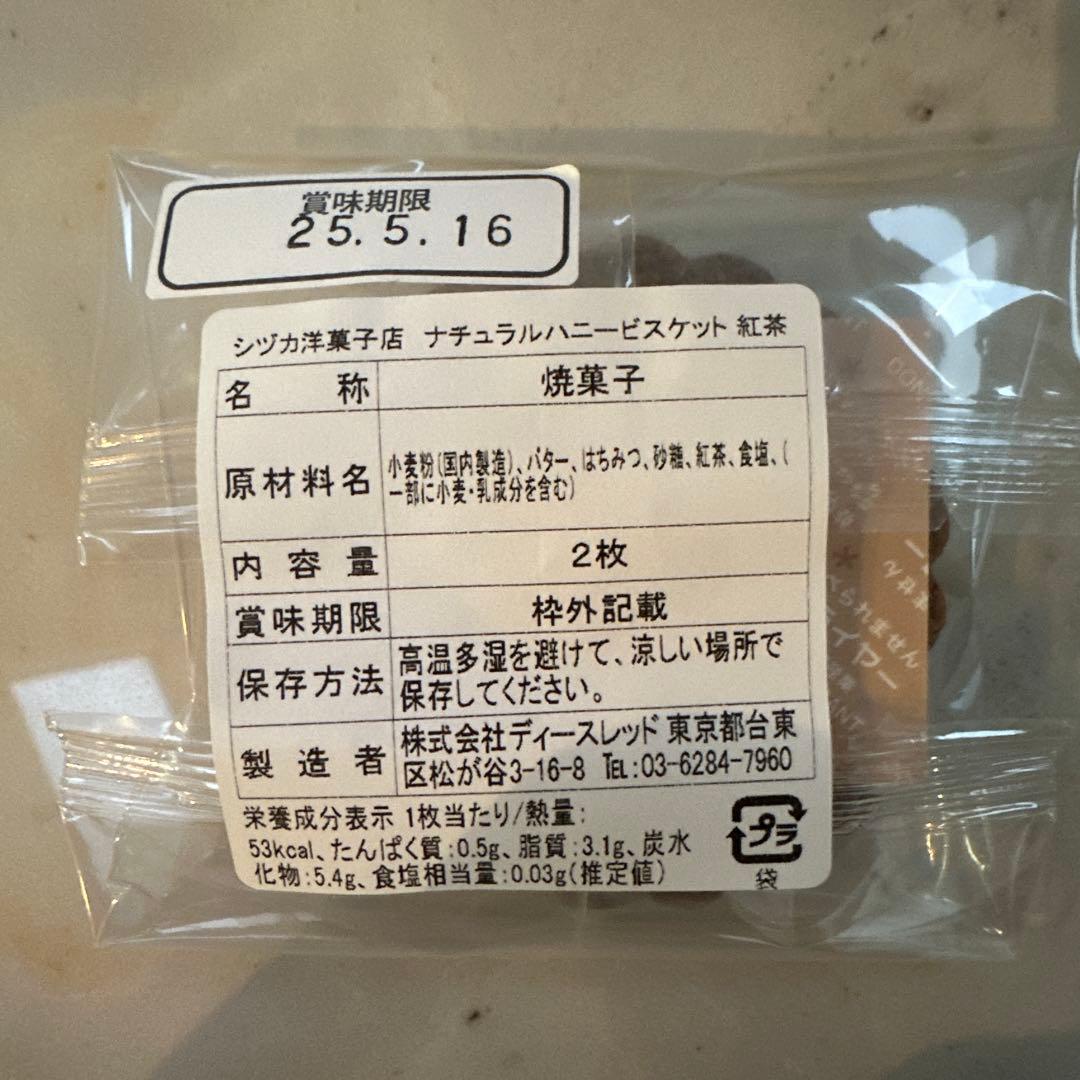 賞味期限
25.5.16
シヅカ洋菓子店 ナチュラルハニービスケット 紅茶
名称 焼菓子
原材料名 小麦粉(国内製造)、バター、はちみつ、砂糖、紅茶、食塩、(
一部に小麦・乳成分を含む)
内容量 2枚
賞味期限 枠外記載
保存方法 高温多湿を避けて、涼しい場所で
保存してください。
製造者 株式会社ディースレッド 東京都台東
区松が谷3-16-8 TEL:03-6284-7960
栄養成分表示 1枚当たり/熱量:
53kcal、たんぱく質:0.5g、脂質:3.1g、炭水
化物:5.4g、食塩相当量:0.03g(推定値)
プラ
袋
べられません